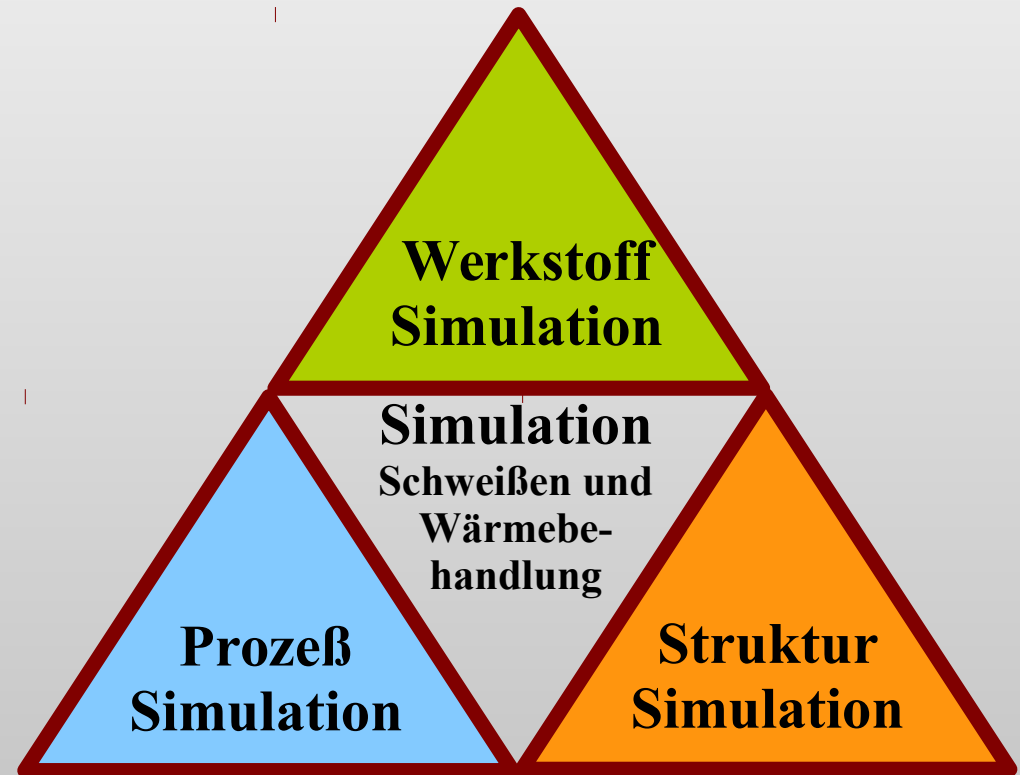 Werkstoff
Simulation
Simulation
Schweißen und
Wärmebe-
handlung
Prozeß
Simulation
Struktur
Simulation